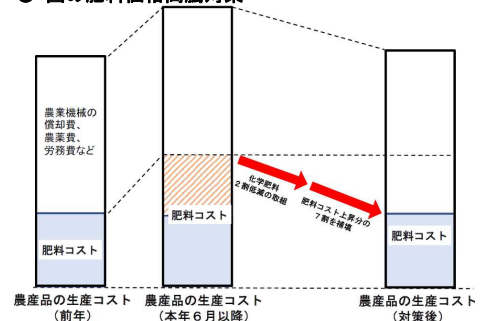 農業機械の
償却費、
農薬費、
労務費など
肥料コスト
肥料コスト
化学肥料
2割低減の取組
肥料コスト上昇分の
7割を補填
肥料コスト
農産品の生産コスト
（前年）
農産品の生産コスト
（本年６月以降）
農産品の生産コスト
（対策後）